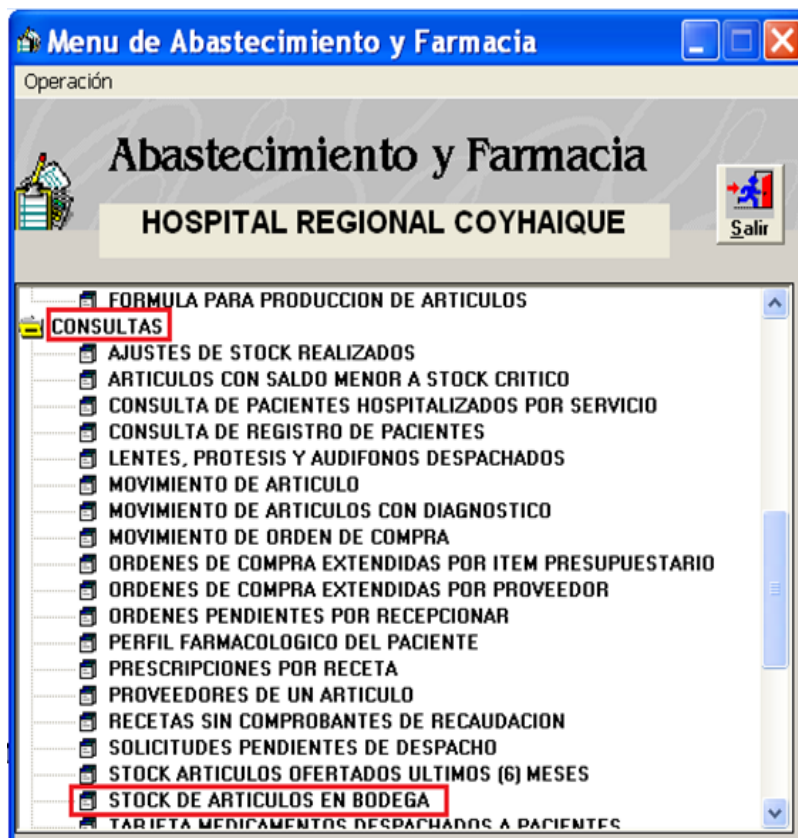 Menu de Abastecimiento y Farmacia
Operación
Abastecimiento y Farmacia
HOSPITAL REGIONAL COYHAIQUE
Salir
FORMULA PARA PRODUCCION DE ARTICULOS
CONSULTAS
AJUSTES DE STOCK REALIZADOS
ARTICULOS CON SALDO MENOR A STOCK CRITICO
CONSULTA DE PACIENTES HOSPITALIZADOS POR SERVICIO
CONSULTA DE REGISTRO DE PACIENTES
LENTES, PROTESIS Y AUDIFONOS DESPACHADOS
MOVIMIENTO DE ARTICULO
MOVIMIENTO DE ARTICULOS CON DIAGNOSTICO
MOVIMIENTO DE ORDEN DE COMPRA
ORDENES DE COMPRA EXTENDIDAS POR ITEM PRESUPUESTARIO
ORDENES DE COMPRA EXTENDIDAS POR PROVEEDOR
ORDENES PENDIENTES POR RECEPCIONAR
PERFIL FARMACOLOGICO DEL PACIENTE
PRESCRIPCIONES POR RECETA
PROVEEDORES DE UN ARTICULO
RECETAS SIN COMPROBANTES DE RECAUDACION
SOLICITUDES PENDIENTES DE DESPACHO
STOCK ARTICULOS OFERTADOS ULTIMOS (6) MESES
STOCK DE ARTICULOS EN BODEGA
TARJETA MEDICAMENTOS DESPACHADOS A PACIENTES